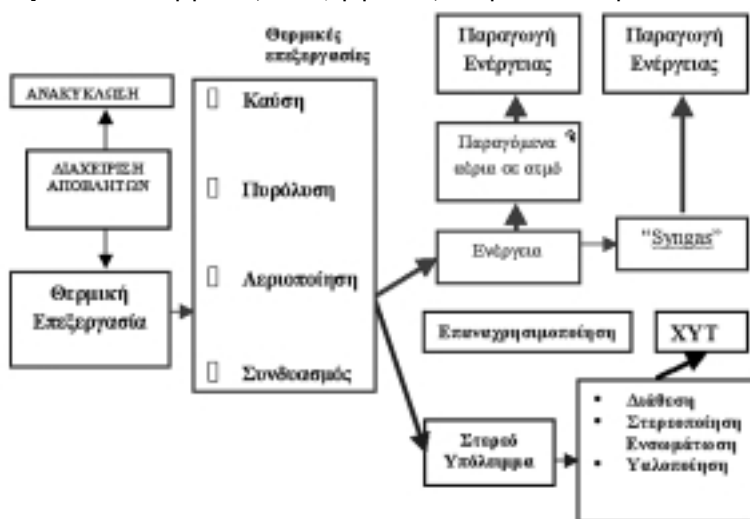 Θερμικές
επεξεργασίες
Παραγωγή
Ενέργειας
Παραγωγή
Ενέργειας
ΑΝΑΚΥΚΛΩΣΗ
Καύση
Παραγόμενα
αέρια σε ατμό
ΔΙΑΧΕΙΡΙΣΗ
ΑΠΟΒΛΗΤΩΝ
Πυρόλυση
Ενέργεια
"Syngas"
Θερμική
Επεξεργασία
Αεριοποίηση
Επαναχρησιμοποίηση
ΧΥΤ
Συνδυασμός
Στερεό
Υπόλειμμα
• Διάθεση
• Στερεοποίηση
Ενσωμάτωση
• Υαλοποίηση